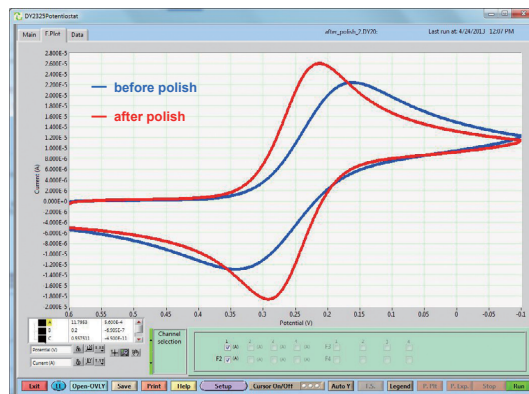 DY2325Potentiostat
Main F.Plot Data
after_polish_2.DY20: Last run at: 4/24/2013 12:07 PM
2.800E-5
2.600E-5
2.400E-5
2.200E-5
2.000E-5
1.800E-5
1.600E-5
1.400E-5
1.200E-5
1.000E-5
8.000E-6
6.000E-6
4.000E-6
2.000E-6
0.000E+0
-2.000E-6
-4.000E-6
-6.000E-6
-8.000E-6
-1.000E-5
-1.200E-5
-1.400E-5
-1.600E-5
-1.800E-5
2.000E-5
Current (A)
before polish
after polish
0.6 0.55 0.5 0.45 0.4 0.35 0.3 0.25 0.2 0.15 0.1 0.05 0 -0.05 -0.1
Potential (V)
A
B 0.2
C
Potential (V)
Current (A)
Channel
selection
F2
Exit Open-OVLY Save Print Help Setup Cursor On/Off Auto Y Legend Stop Run